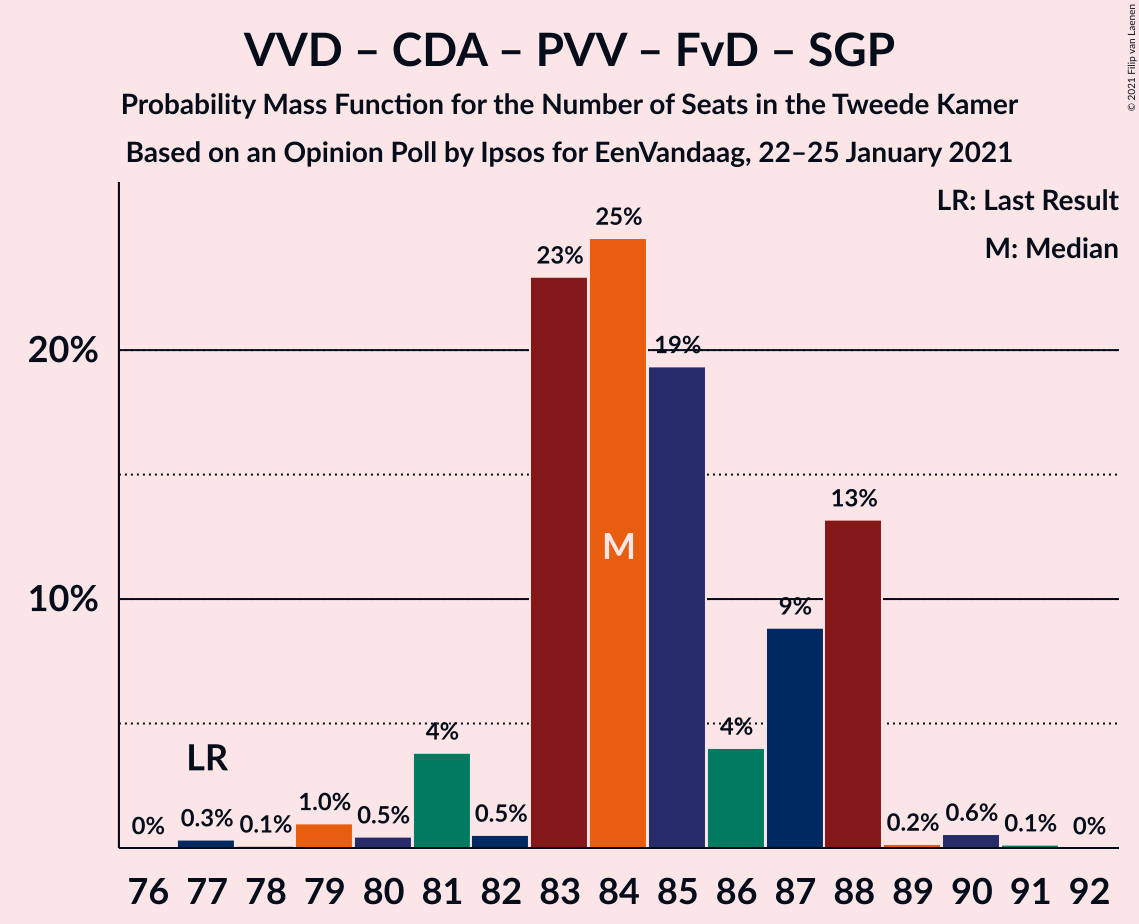 VVD – CDA – PVV – FvD – SGP
Probability Mass Function for the Number of Seats in the Tweede Kamer
Based on an Opinion Poll by Ipsos for EenVandaag, 22–25 January 2021
© 2021 Filip van Laenen
LR: Last Result
M: Median
20%
10%
0%
0.3%
0.1%
1.0%
0.5%
4%
0.5%
23%
25%
19%
4%
9%
13%
0.2%
0.6%
0.1%
0%
LR
M
76 77 78 79 80 81 82 83 84 85 86 87 88 89 90 91 92